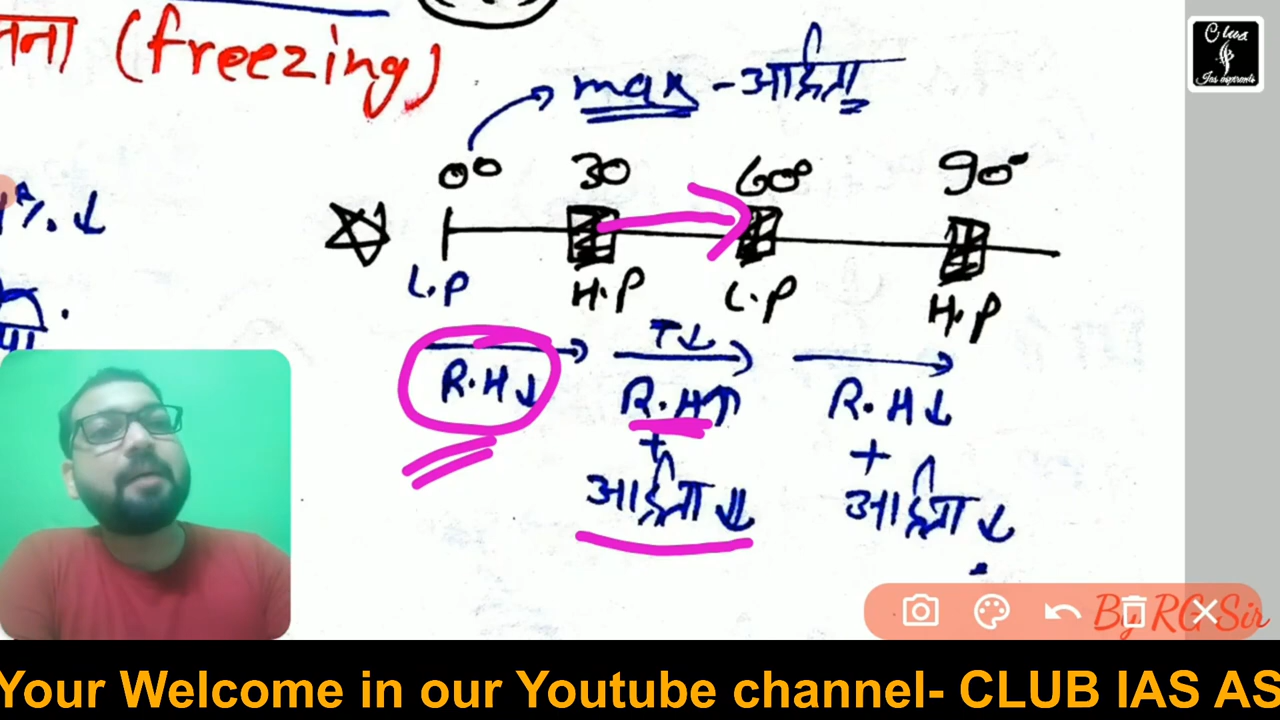 (freezing)
max - आर्द्रता
0° 30 60° 90°
L.P H.P L.P H.P
T↓
R.H↓ R.H↑ R.H↓
+ +
आर्द्रता ↓↓ आर्द्रता ↓
%.↓
Club
Ias aspirants
By RG Sir
Your Welcome in our Youtube channel- CLUB IAS AS